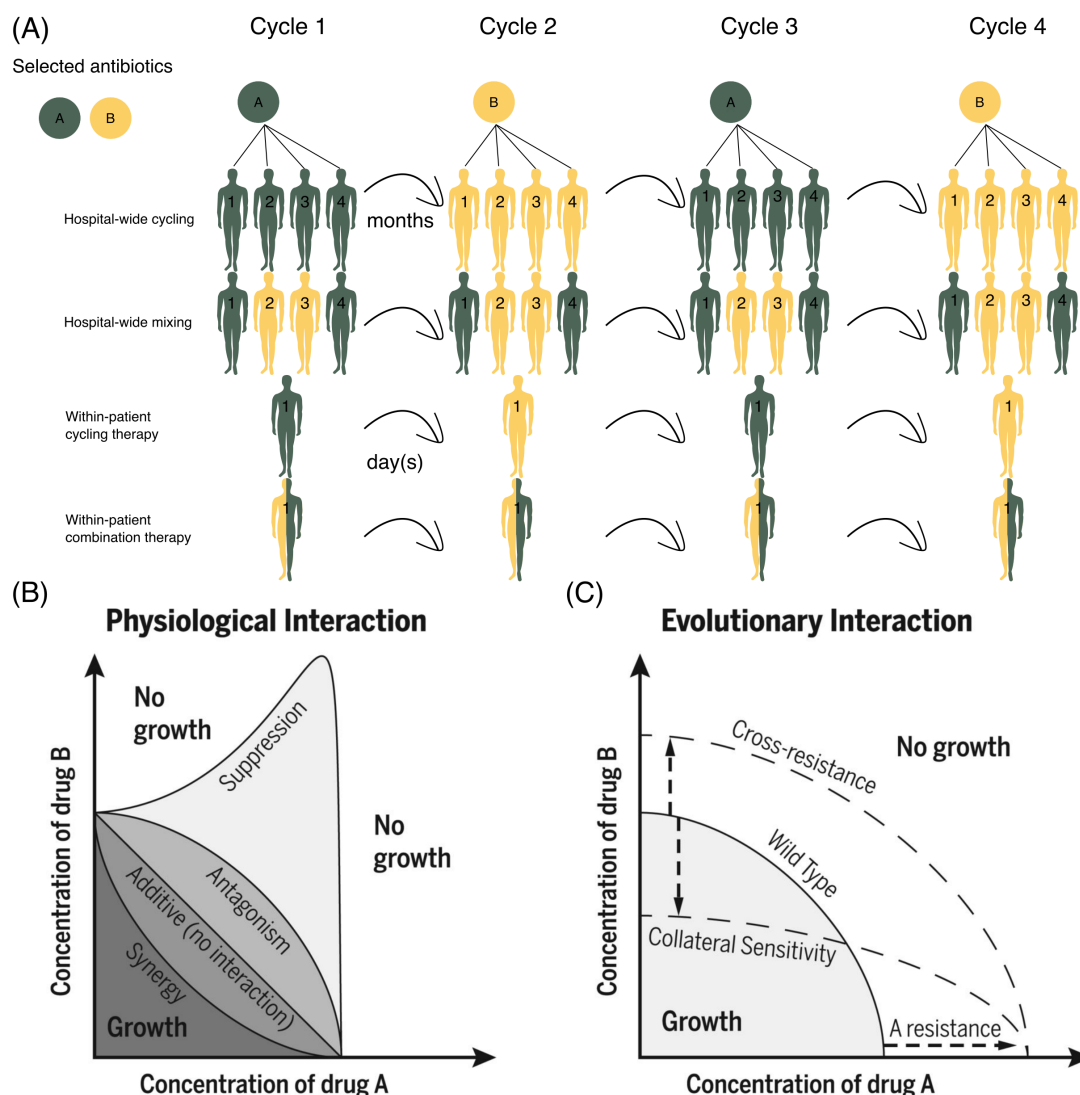 (A)
Cycle 1
Cycle 2
Cycle 3
Cycle 4
Selected antibiotics
A
B
A
B
A
B
Hospital-wide cycling
1 2 3 4
months
1 2 3 4
1 2 3 4
1 2 3 4
Hospital-wide mixing
1 2 3 4
1 2 3 4
1 2 3 4
1 2 3 4
Within-patient
cycling therapy
1
day(s)
1
1
1
Within-patient
combination therapy
1
1
1
1
(B)
Physiological Interaction
No
growth
Suppression
No
growth
Antagonism
Additive (no interaction)
Synergy
Growth
Concentration of drug B
Concentration of drug A
(C)
Evolutionary Interaction
Cross-resistance
No growth
Wild Type
Collateral Sensitivity
Growth
A resistance
Concentration of drug B
Concentration of drug A